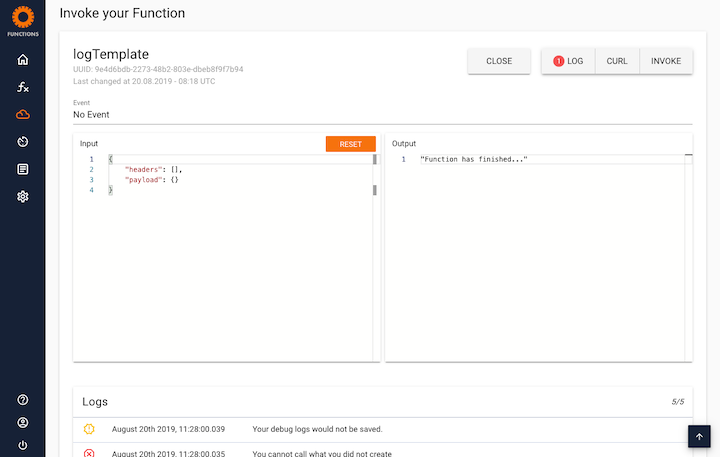 FUNCTIONS
Invoke your Function
logTemplate
UUID: 9e4d6bdb-2273-48b2-803e-dbeb8f9f7b94
Last changed at 20.08.2019 - 08:18 UTC
CLOSE
1 LOG
CURL
INVOKE
Event
No Event
Input
RESET
1 {
2 "headers": [],
3 "payload": {}
4 }
Output
1 "Function has finished..."
Logs
5/5
August 20th 2019, 11:28:00.039 Your debug logs would not be saved.
August 20th 2019, 11:28:00.035 You cannot call what you did not create